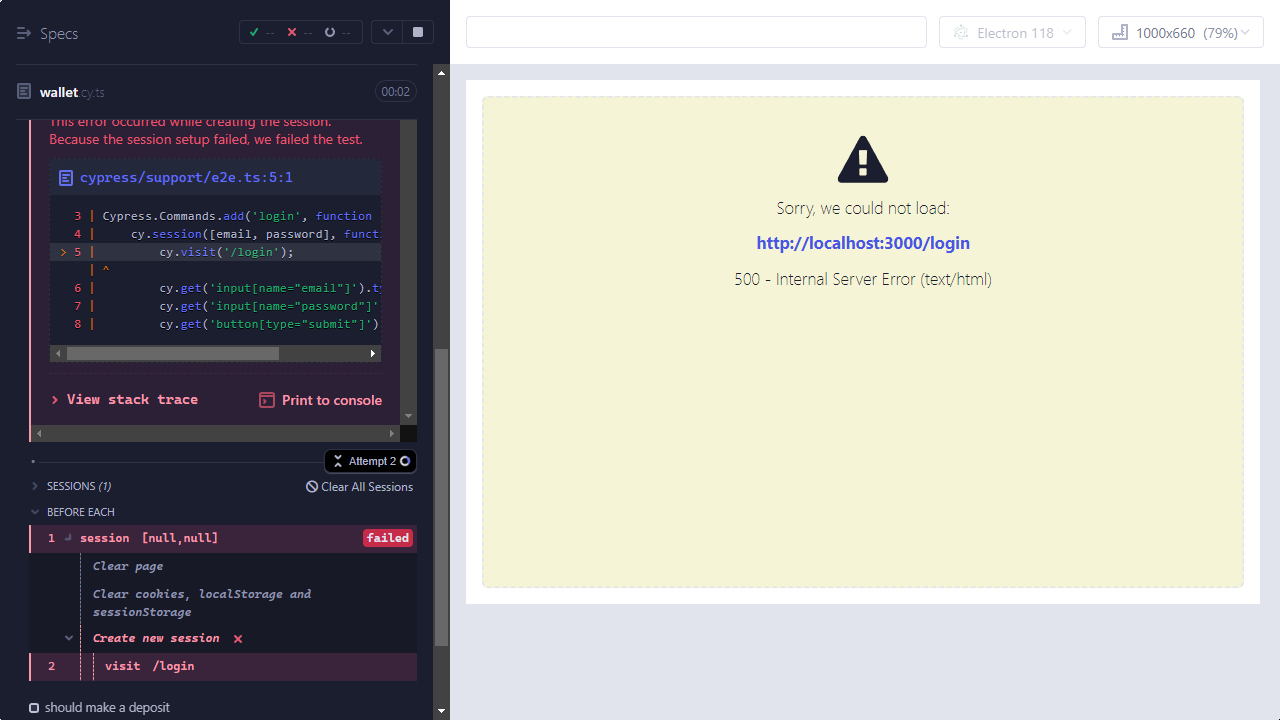 Specs
--
--
--
wallet.cy.ts
00:02
This error occurred while creating the session.
Because the session setup failed, we failed the test.
cypress/support/e2e.ts:5:1
3 | Cypress.Commands.add('login', function
4 |     cy.session([email, password], functi
> 5 |         cy.visit('/login');
| ^
6 |         cy.get('input[name="email"]').ty
7 |         cy.get('input[name="password"]'
8 |         cy.get('button[type="submit"]')
View stack trace
Print to console
Attempt 2
SESSIONS (1)
Clear All Sessions
BEFORE EACH
1 session [null,null] failed
Clear page
Clear cookies, localStorage and
sessionStorage
Create new session
2 visit /login
should make a deposit
Electron 118
1000x660 (79%)
Sorry, we could not load:
http://localhost:3000/login
500 - Internal Server Error (text/html)